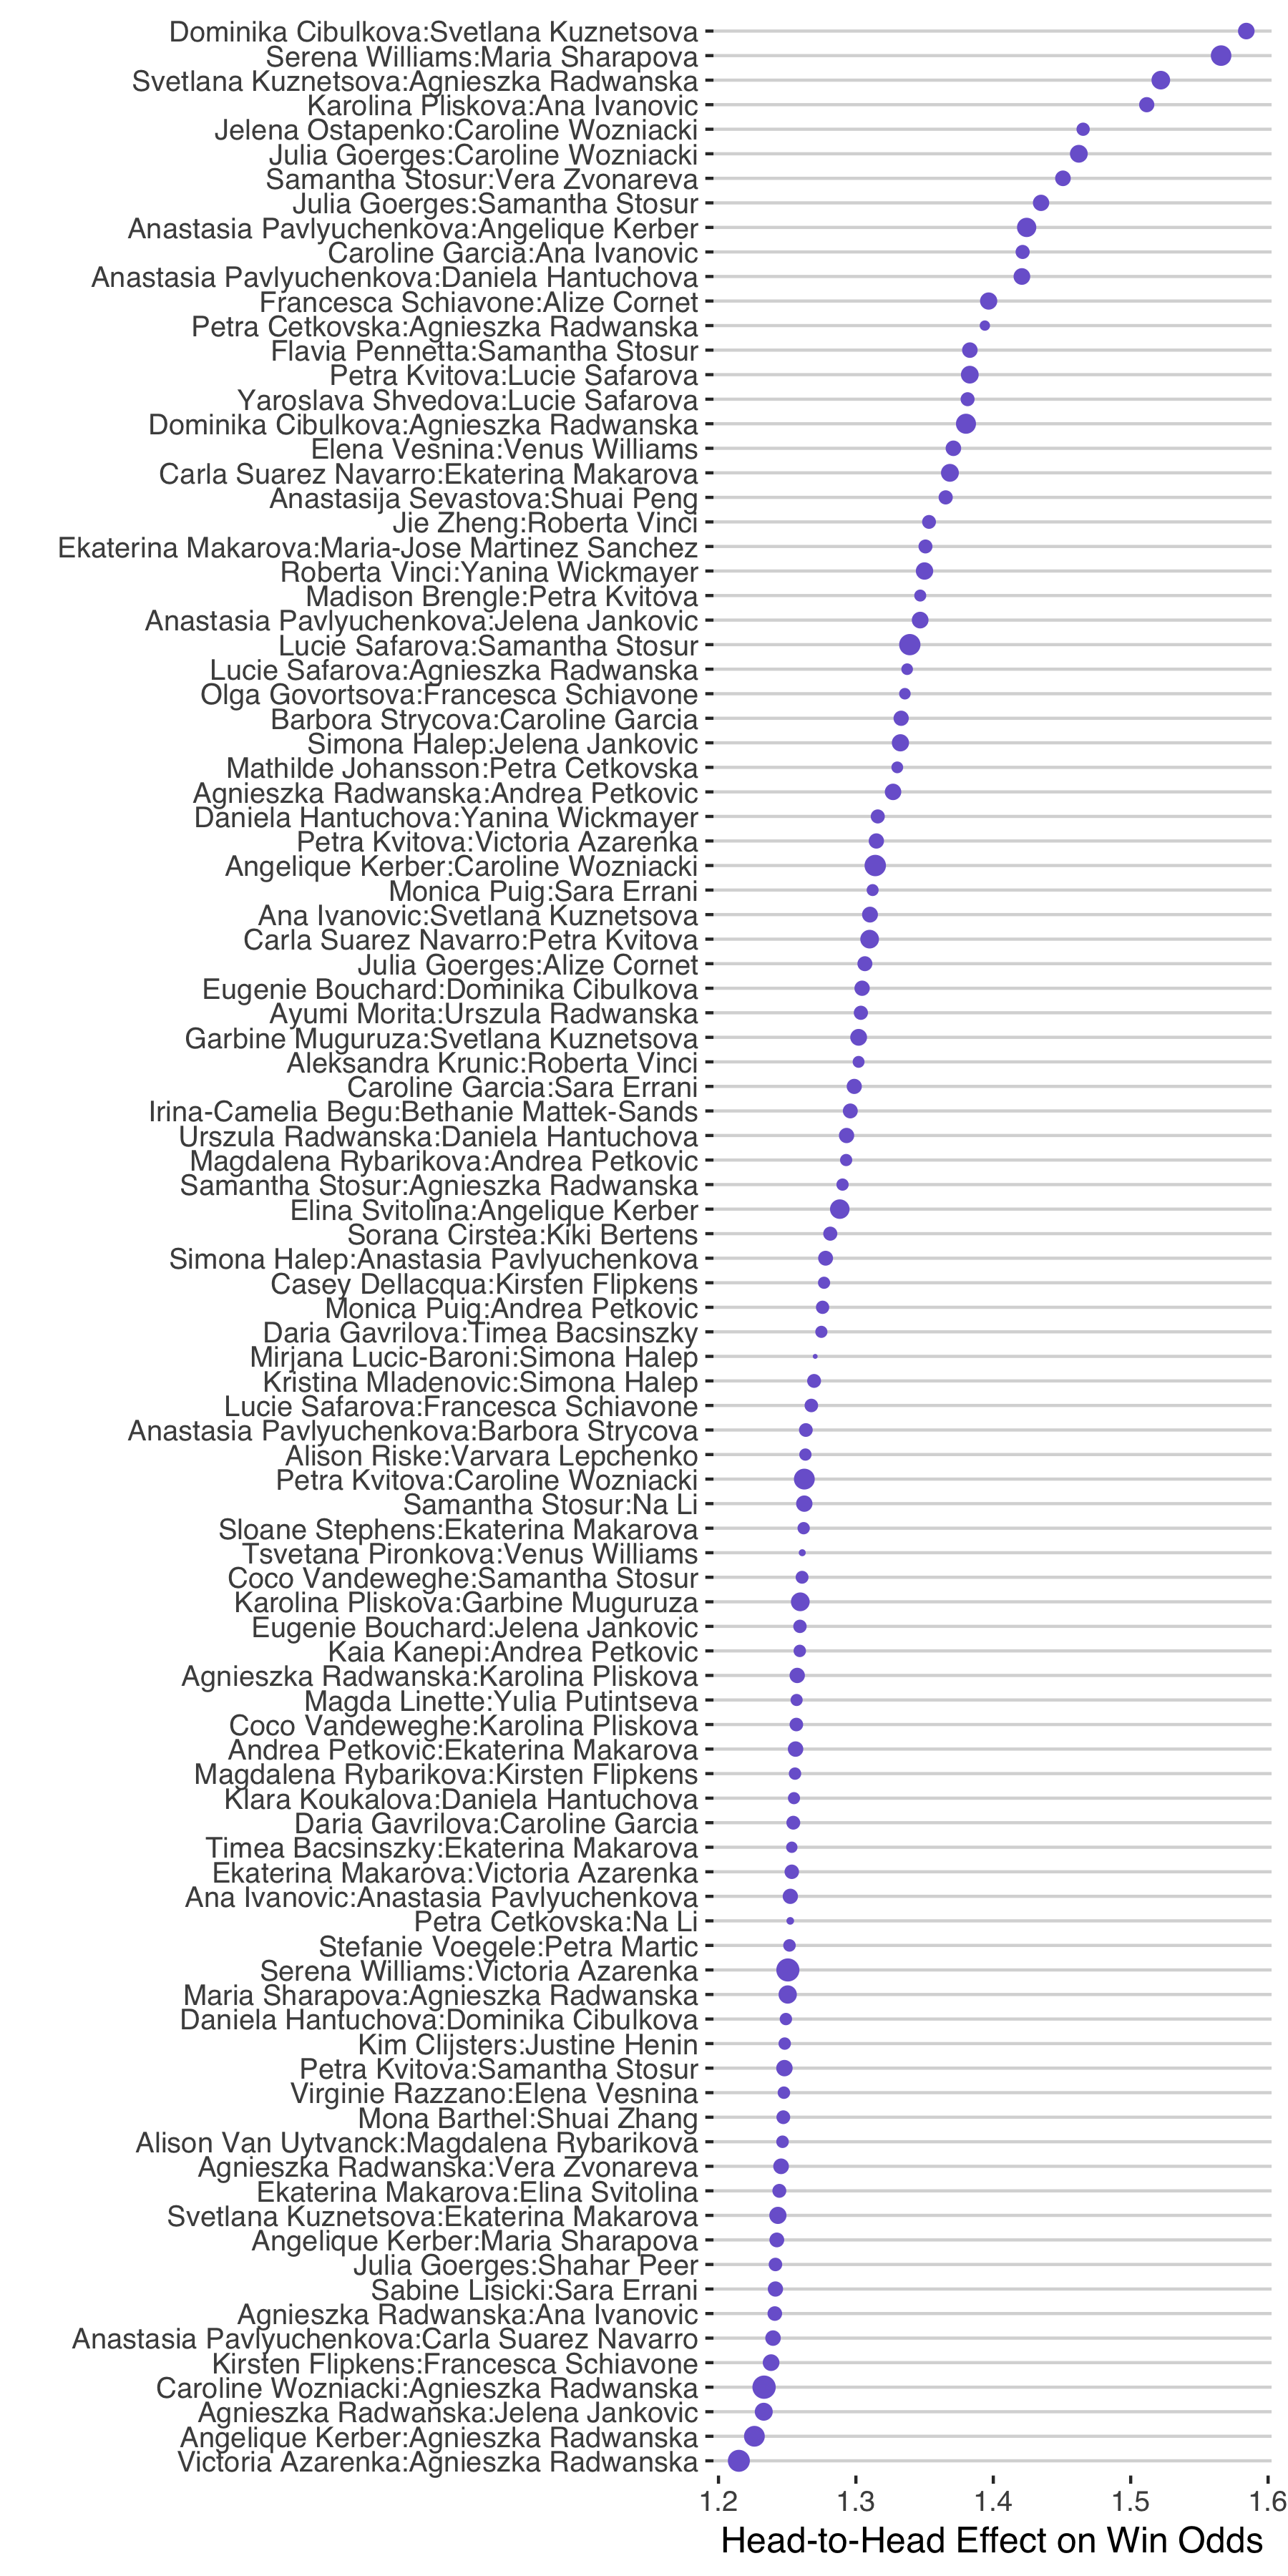 Dominika Cibulkova:Svetlana Kuznetsova
Serena Williams:Maria Sharapova
Svetlana Kuznetsova:Agnieszka Radwanska
Karolina Pliskova:Ana Ivanovic
Jelena Ostapenko:Caroline Wozniacki
Julia Goerges:Caroline Wozniacki
Samantha Stosur:Vera Zvonareva
Julia Goerges:Samantha Stosur
Anastasia Pavlyuchenkova:Angelique Kerber
Caroline Garcia:Ana Ivanovic
Anastasia Pavlyuchenkova:Daniela Hantuchova
Francesca Schiavone:Alize Cornet
Petra Cetkovska:Agnieszka Radwanska
Flavia Pennetta:Samantha Stosur
Petra Kvitova:Lucie Safarova
Yaroslava Shvedova:Lucie Safarova
Dominika Cibulkova:Agnieszka Radwanska
Elena Vesnina:Venus Williams
Carla Suarez Navarro:Ekaterina Makarova
Anastasija Sevastova:Shuai Peng
Jie Zheng:Roberta Vinci
Ekaterina Makarova:Maria-Jose Martinez Sanchez
Roberta Vinci:Yanina Wickmayer
Madison Brengle:Petra Kvitova
Anastasia Pavlyuchenkova:Jelena Jankovic
Lucie Safarova:Samantha Stosur
Lucie Safarova:Agnieszka Radwanska
Olga Govortsova:Francesca Schiavone
Barbora Strycova:Caroline Garcia
Simona Halep:Jelena Jankovic
Mathilde Johansson:Petra Cetkovska
Agnieszka Radwanska:Andrea Petkovic
Daniela Hantuchova:Yanina Wickmayer
Petra Kvitova:Victoria Azarenka
Angelique Kerber:Caroline Wozniacki
Monica Puig:Sara Errani
Ana Ivanovic:Svetlana Kuznetsova
Carla Suarez Navarro:Petra Kvitova
Julia Goerges:Alize Cornet
Eugenie Bouchard:Dominika Cibulkova
Ayumi Morita:Urszula Radwanska
Garbine Muguruza:Svetlana Kuznetsova
Aleksandra Krunic:Roberta Vinci
Caroline Garcia:Sara Errani
Irina-Camelia Begu:Bethanie Mattek-Sands
Urszula Radwanska:Daniela Hantuchova
Magdalena Rybarikova:Andrea Petkovic
Samantha Stosur:Agnieszka Radwanska
Elina Svitolina:Angelique Kerber
Sorana Cirstea:Kiki Bertens
Simona Halep:Anastasia Pavlyuchenkova
Casey Dellacqua:Kirsten Flipkens
Monica Puig:Andrea Petkovic
Daria Gavrilova:Timea Bacsinszky
Mirjana Lucic-Baroni:Simona Halep
Kristina Mladenovic:Simona Halep
Lucie Safarova:Francesca Schiavone
Anastasia Pavlyuchenkova:Barbora Strycova
Alison Riske:Varvara Lepchenko
Petra Kvitova:Caroline Wozniacki
Samantha Stosur:Na Li
Sloane Stephens:Ekaterina Makarova
Tsvetana Pironkova:Venus Williams
Coco Vandeweghe:Samantha Stosur
Karolina Pliskova:Garbine Muguruza
Eugenie Bouchard:Jelena Jankovic
Kaia Kanepi:Andrea Petkovic
Agnieszka Radwanska:Karolina Pliskova
Magda Linette:Yulia Putintseva
Coco Vandeweghe:Karolina Pliskova
Andrea Petkovic:Ekaterina Makarova
Magdalena Rybarikova:Kirsten Flipkens
Klara Koukalova:Daniela Hantuchova
Daria Gavrilova:Caroline Garcia
Timea Bacsinszky:Ekaterina Makarova
Ekaterina Makarova:Victoria Azarenka
Ana Ivanovic:Anastasia Pavlyuchenkova
Petra Cetkovska:Na Li
Stefanie Voegele:Petra Martic
Serena Williams:Victoria Azarenka
Maria Sharapova:Agnieszka Radwanska
Daniela Hantuchova:Dominika Cibulkova
Kim Clijsters:Justine Henin
Petra Kvitova:Samantha Stosur
Virginie Razzano:Elena Vesnina
Mona Barthel:Shuai Zhang
Alison Van Uytvanck:Magdalena Rybarikova
Agnieszka Radwanska:Vera Zvonareva
Ekaterina Makarova:Elina Svitolina
Svetlana Kuznetsova:Ekaterina Makarova
Angelique Kerber:Maria Sharapova
Julia Goerges:Shahar Peer
Sabine Lisicki:Sara Errani
Agnieszka Radwanska:Ana Ivanovic
Anastasia Pavlyuchenkova:Carla Suarez Navarro
Kirsten Flipkens:Francesca Schiavone
Caroline Wozniacki:Agnieszka Radwanska
Agnieszka Radwanska:Jelena Jankovic
Angelique Kerber:Agnieszka Radwanska
Victoria Azarenka:Agnieszka Radwanska
1.2 1.3 1.4 1.5 1.6
Head-to-Head Effect on Win Odds